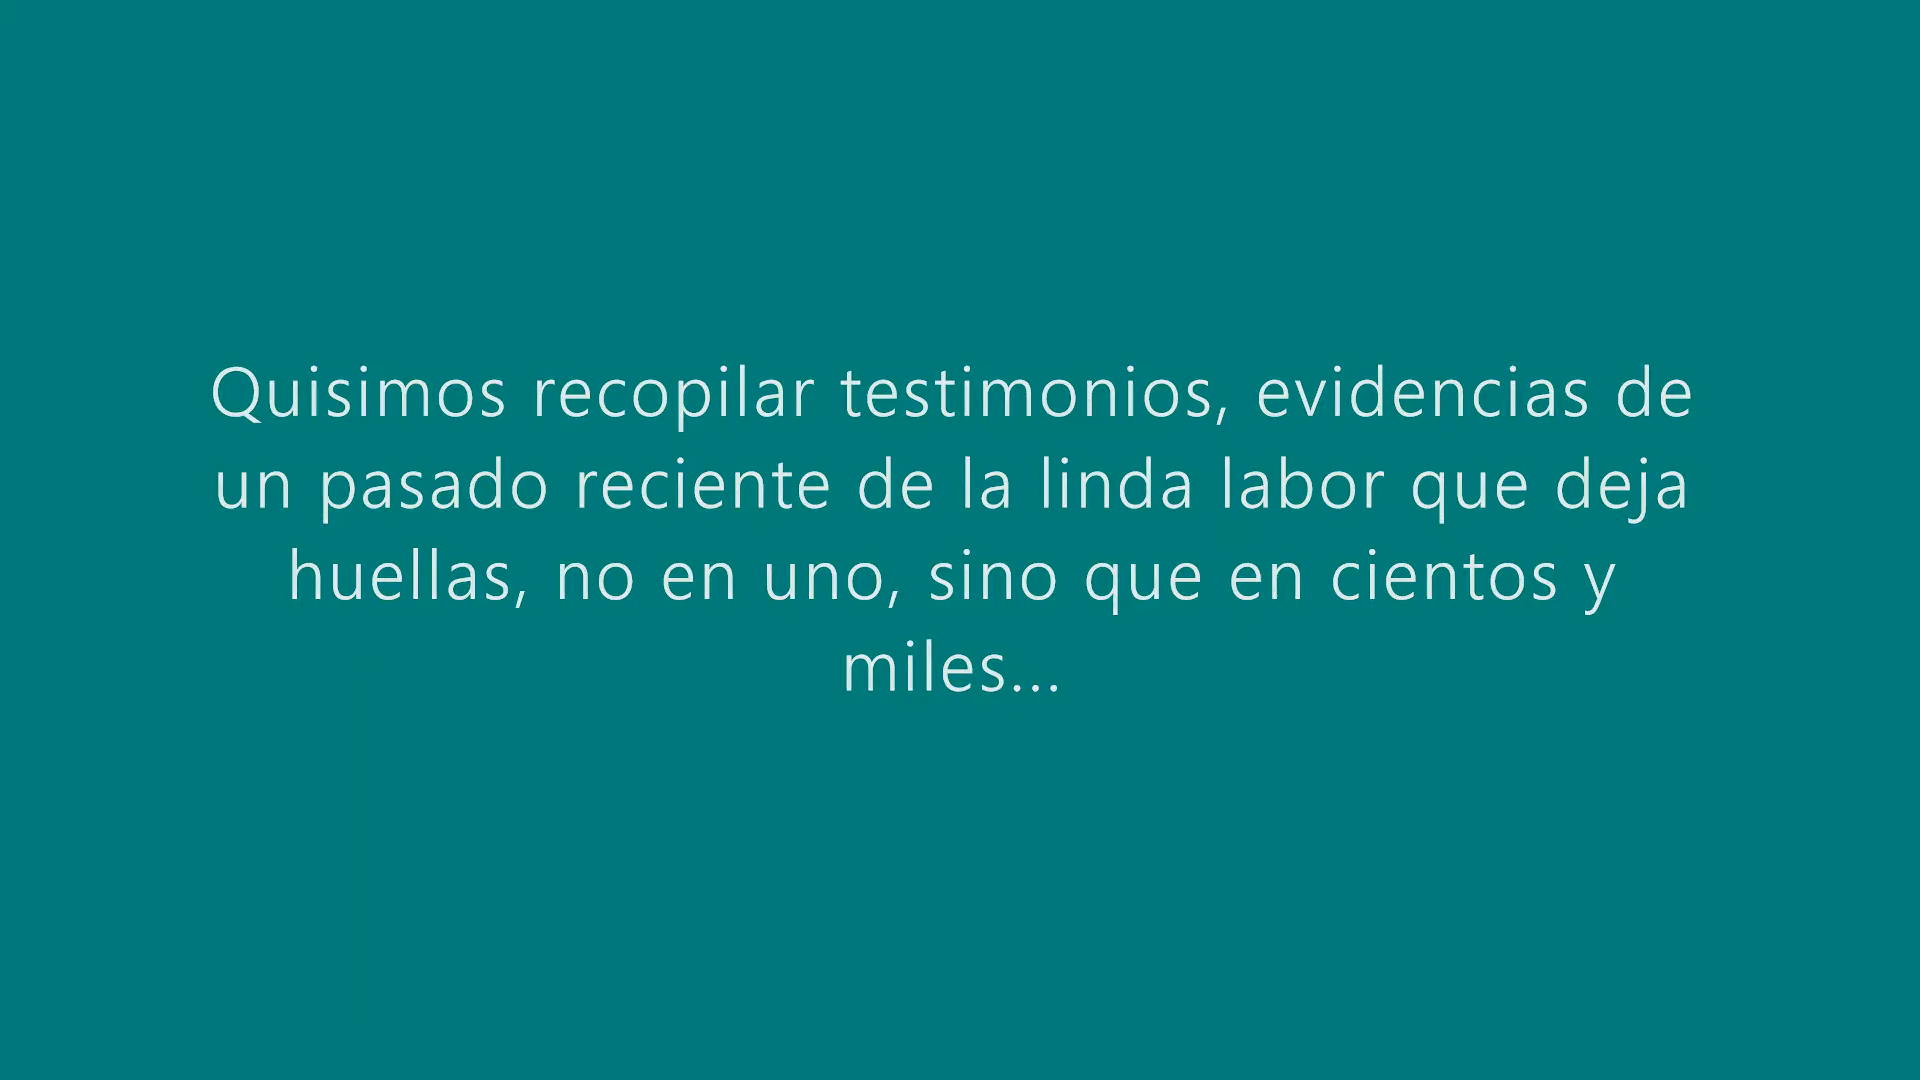 Quisimos recopilar testimonios, evidencias de
un pasado reciente de la linda labor que deja
huellas, no en uno, sino que en cientos y
miles...